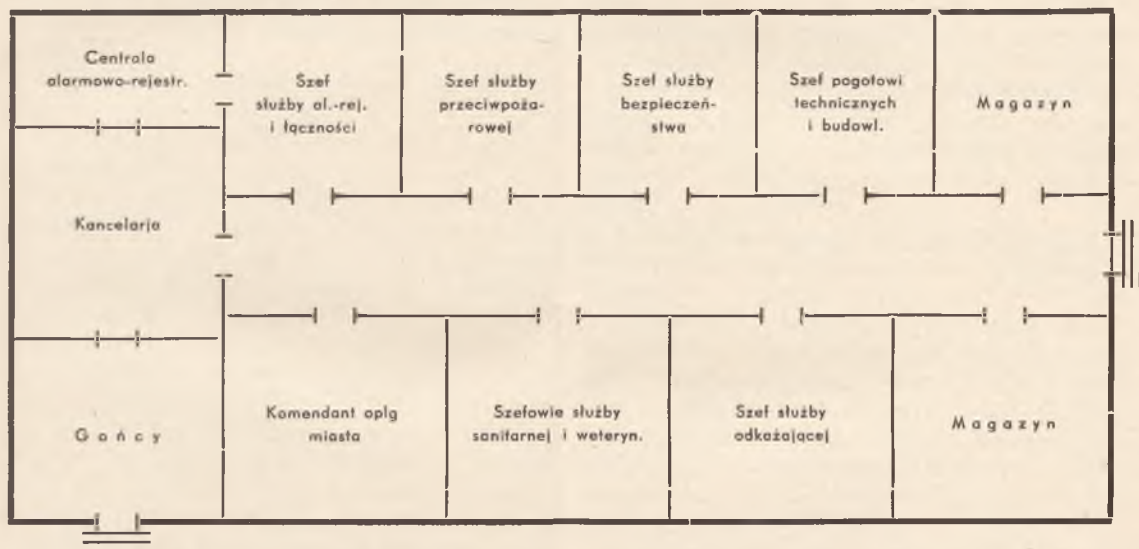 Centrala
alarmowo-rejestr.
Szef
służby al.-rej.
i łączności
Szef służby
przeciwpoża-
rowej
Szef służby
bezpieczeń-
stwa
Szef pogotowi
technicznych
i budowl.
Magazyn
Kancelarja
Gońcy
Komendant oplg
miasta
Szefowie służby
sanitarnej i weteryn.
Szef służby
odkażającej
Magazyn